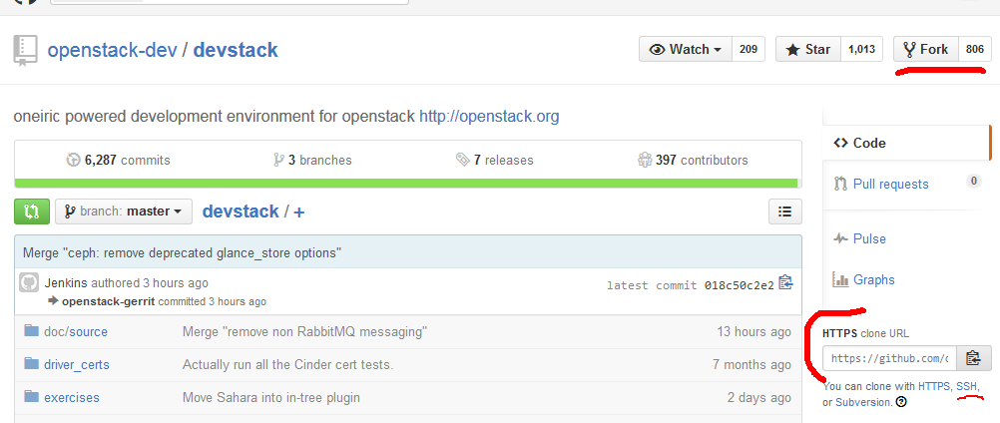 openstack-dev / devstack
Watch 209 Star 1,013 Fork 806
oneiric powered development environment for openstack http://openstack.org
6,287 commits 3 branches 7 releases 397 contributors
branch: master devstack / +
Merge "ceph: remove deprecated glance_store options"
Jenkins authored 3 hours ago
openstack-gerrit committed 3 hours ago
latest commit 018c50c2e2
doc/source Merge "remove non RabbitMQ messaging" 13 hours ago
driver_certs Actually run all the Cinder cert tests. 7 months ago
exercises Move Sahara into in-tree plugin 2 days ago
Code
Pull requests 0
Pulse
Graphs
HTTPS clone URL
https://github.com/
You can clone with HTTPS, SSH,
or Subversion.